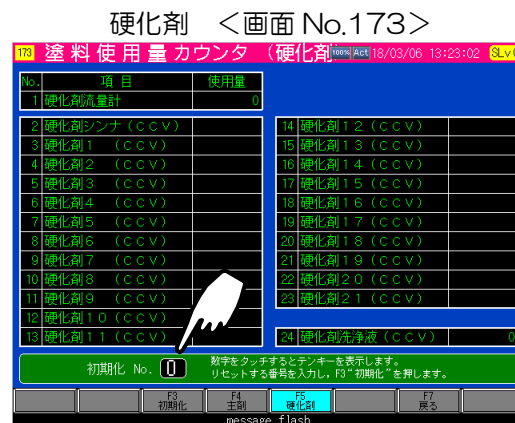 硬化剤 ＜画面 No.173＞
173 塗料使用量カウンタ （硬化剤 100% Act 18/03/06 13:23:02 SLv
No. 項目 使用量
1 硬化剤流量計 0
2 硬化剤シンナ（ＣＣＶ）
3 硬化剤１ （ＣＣＶ）
4 硬化剤２ （ＣＣＶ）
5 硬化剤３ （ＣＣＶ）
6 硬化剤４ （ＣＣＶ）
7 硬化剤５ （ＣＣＶ）
8 硬化剤６ （ＣＣＶ）
9 硬化剤７ （ＣＣＶ）
10 硬化剤８ （ＣＣＶ）
11 硬化剤９ （ＣＣＶ）
12 硬化剤１０（ＣＣＶ）
13 硬化剤１１（ＣＣＶ）
14 硬化剤１２（ＣＣＶ）
15 硬化剤１３（ＣＣＶ）
16 硬化剤１４（ＣＣＶ）
17 硬化剤１５（ＣＣＶ）
18 硬化剤１６（ＣＣＶ）
19 硬化剤１７（ＣＣＶ）
20 硬化剤１８（ＣＣＶ）
21 硬化剤１９（ＣＣＶ）
22 硬化剤２０（ＣＣＶ）
23 硬化剤２１（ＣＣＶ）
24 硬化剤洗浄液（ＣＣＶ） 0
初期化 No. 0
数字をタッチするとテンキーを表示します。
リセットする番号を入力し，F3“初期化”を押します。
F3 F4 F5 F7
初期化 主剤 硬化剤 戻る
message flash